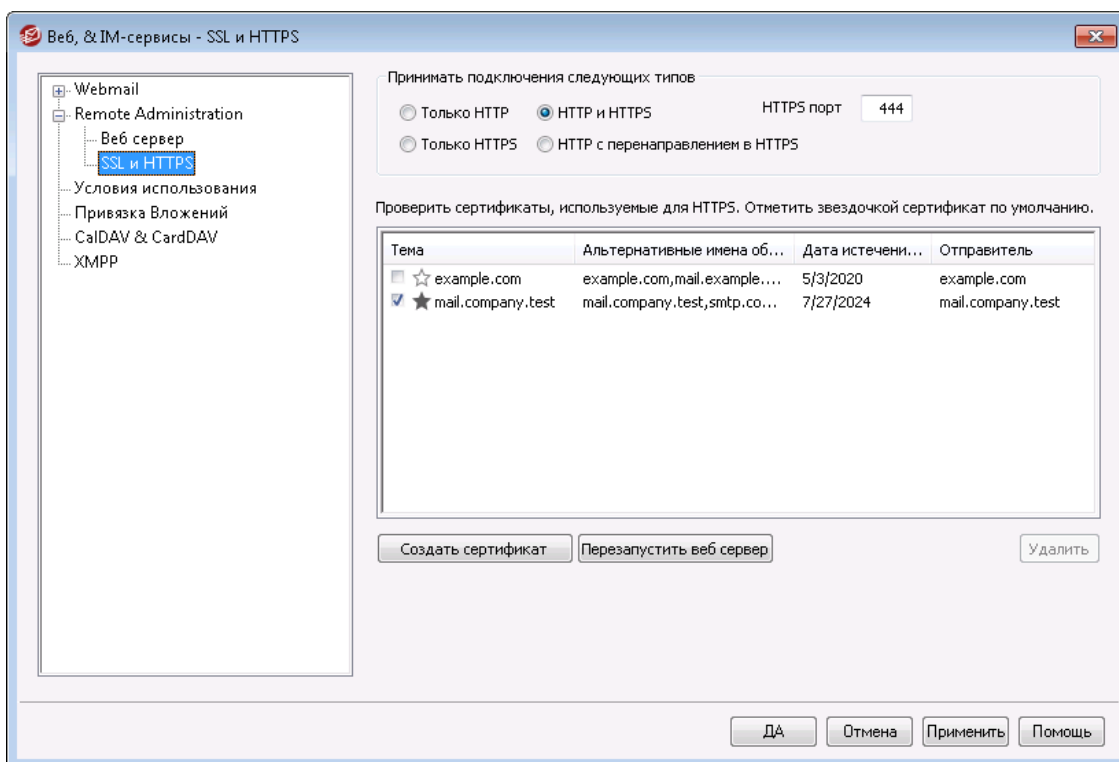 Веб, & IM-сервисы - SSL и HTTPS
Webmail
Remote Administration
Веб сервер
SSL и HTTPS
Условия использования
Привязка Вложений
CalDAV & CardDAV
XMPP
Принимать подключения следующих типов
Только HTTP HTTP и HTTPS HTTPS порт 444
Только HTTPS HTTP с перенаправлением в HTTPS
Проверить сертификаты, используемые для HTTPS. Отметить звездочкой сертификат по умолчанию.
Тема Альтернативные имена об... Дата истечени... Отправитель
example.com example.com,mail.example.... 5/3/2020 example.com
mail.company.test mail.company.test,smtp.co... 7/27/2024 mail.company.test
Создать сертификат Перезапустить веб сервер Удалить
ДА Отмена Применить Помощь